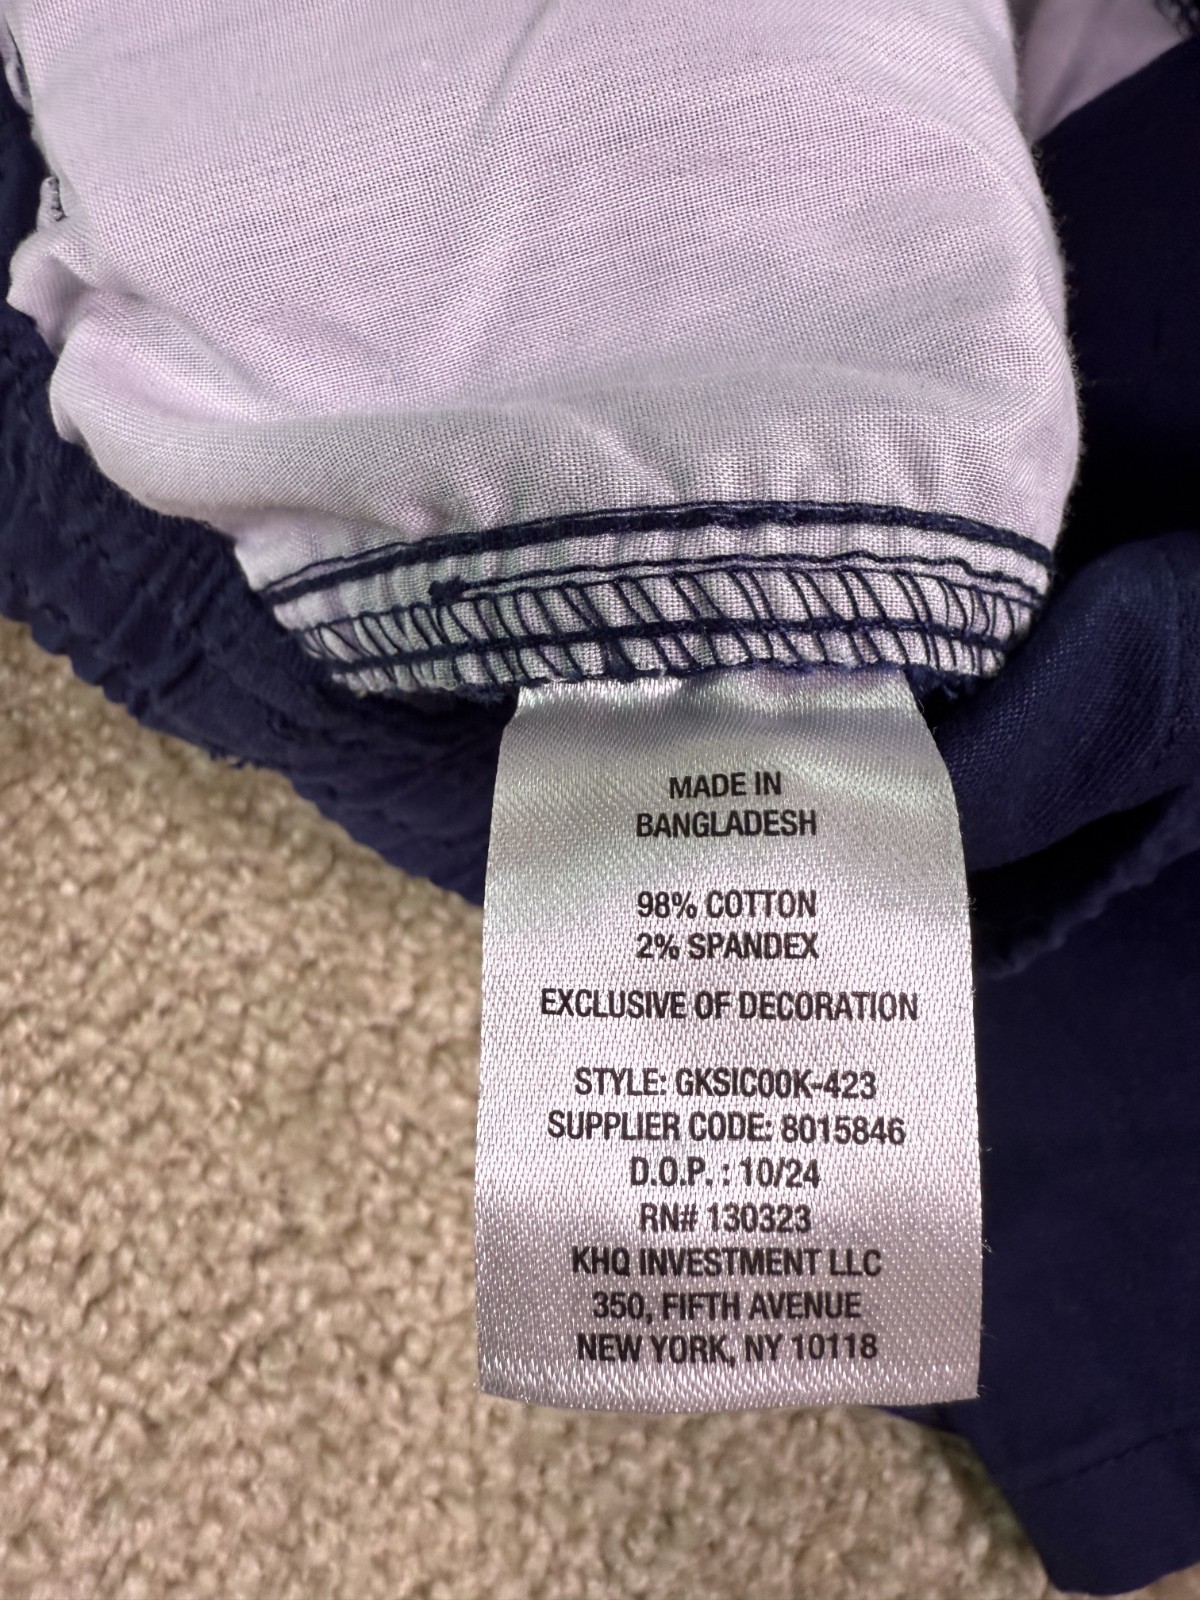 MADE IN
BANGLADESH
98% COTTON
2% SPANDEX
EXCLUSIVE OF DECORATION
STYLE: GKSIC00K-423
SUPPLIER CODE: 8015846
D.O.P. : 10/24
RN# 130323
KHQ INVESTMENT LLC
350, FIFTH AVENUE
NEW YORK, NY 10118